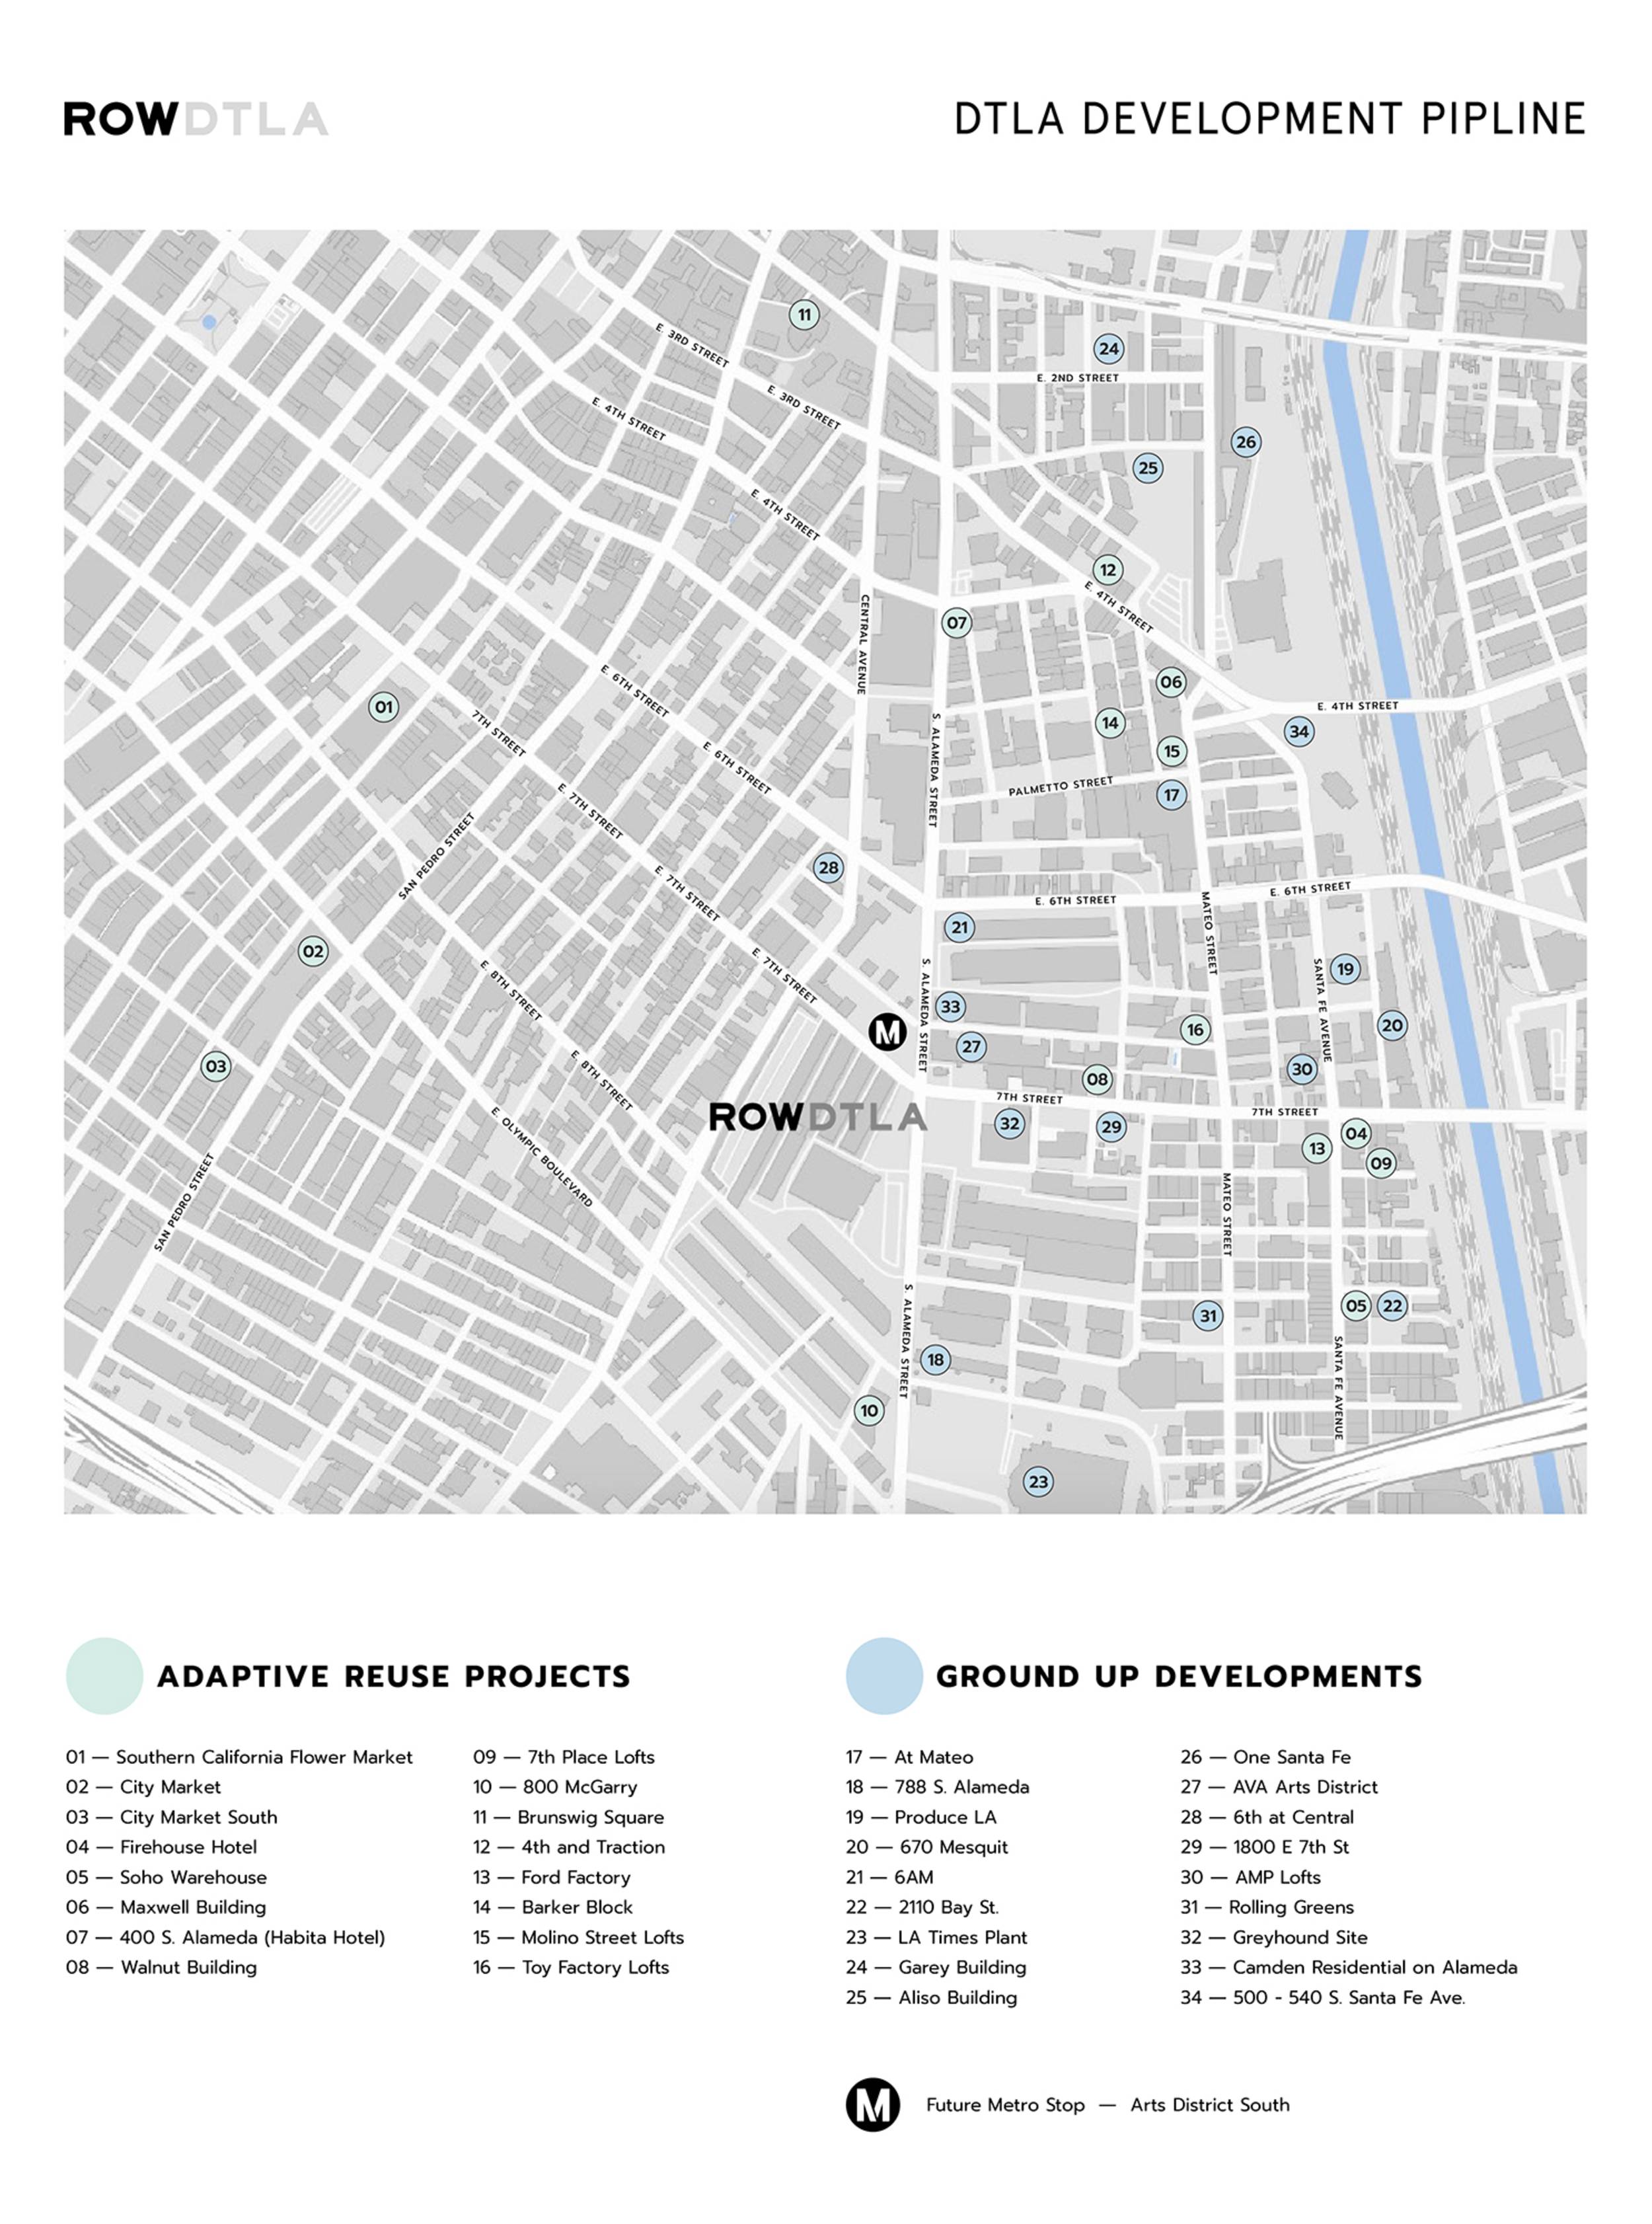 ROWDTLA
DTLA DEVELOPMENT PIPLINE
11
E. 3RD STREET
24
E. 2ND STREET
E. 3RD STREET
E. 4TH STREET
26
25
E. 4TH STREET
12
E. 4TH STREET
CENTRAL AVENUE
07
06
E. 6TH STREET
01
E. 4TH STREET
14
34
7TH STREET
S. ALAMEDA STREET
15
E. 6TH STREET
PALMETTO STREET
17
E. 7TH STREET
SAN PEDRO STREET
28
E. 7TH STREET
E. 6TH STREET
E. 6TH STREET
MATEO STREET
21
02
E. 7TH STREET
19
E. 8TH STREET
S. ALAMEDA STREET
SANTA FE AVENUE
33
M
16
20
27
03
30
08
E. 8TH STREET
7TH STREET
7TH STREET
ROWDTLA
32
29
04
13
09
E. OLYMPIC BOULEVARD
SAN PEDRO STREET
MATEO STREET
05
22
31
S. ALAMEDA STREET
18
SANTA FE AVENUE
10
23
ADAPTIVE REUSE PROJECTS
01 — Southern California Flower Market
02 — City Market
03 — City Market South
04 — Firehouse Hotel
05 — Soho Warehouse
06 — Maxwell Building
07 — 400 S. Alameda (Habita Hotel)
08 — Walnut Building
09 — 7th Place Lofts
10 — 800 McGarry
11 — Brunswig Square
12 — 4th and Traction
13 — Ford Factory
14 — Barker Block
15 — Molino Street Lofts
16 — Toy Factory Lofts
GROUND UP DEVELOPMENTS
17 — At Mateo
18 — 788 S. Alameda
19 — Produce LA
20 — 670 Mesquit
21 — 6AM
22 — 2110 Bay St.
23 — LA Times Plant
24 — Garey Building
25 — Aliso Building
26 — One Santa Fe
27 — AVA Arts District
28 — 6th at Central
29 — 1800 E 7th St
30 — AMP Lofts
31 — Rolling Greens
32 — Greyhound Site
33 — Camden Residential on Alameda
34 — 500 - 540 S. Santa Fe Ave.
M Future Metro Stop — Arts District South